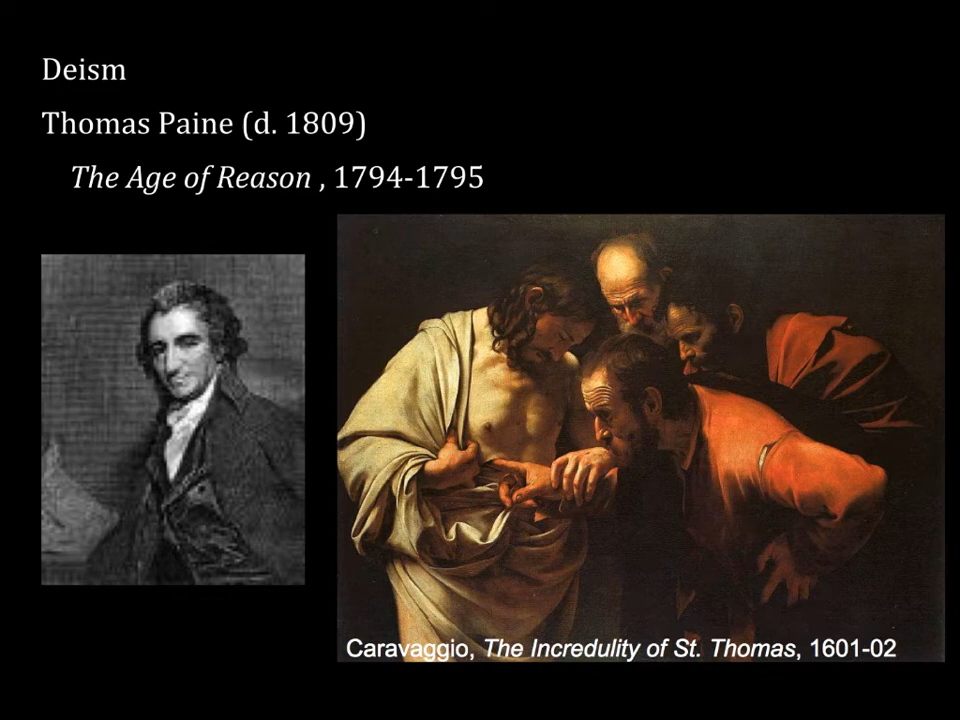 Deism
Thomas Paine (d. 1809)
The Age of Reason , 1794-1795
Caravaggio, The Incredulity of St. Thomas, 1601-02